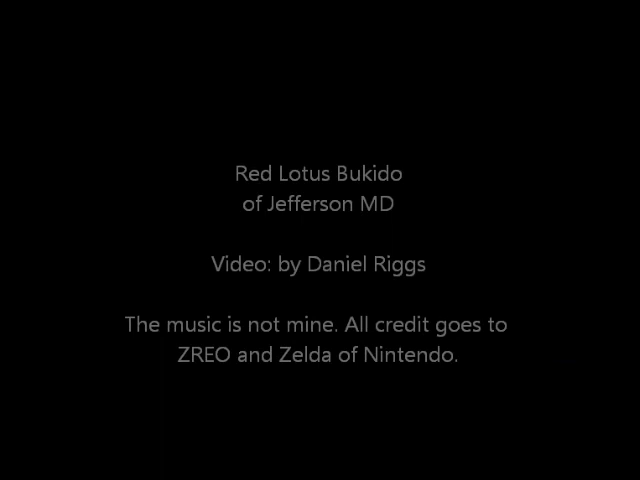 Red Lotus Bukido
of Jefferson MD
Video: by Daniel Riggs
The music is not mine. All credit goes to
ZREO and Zelda of Nintendo.